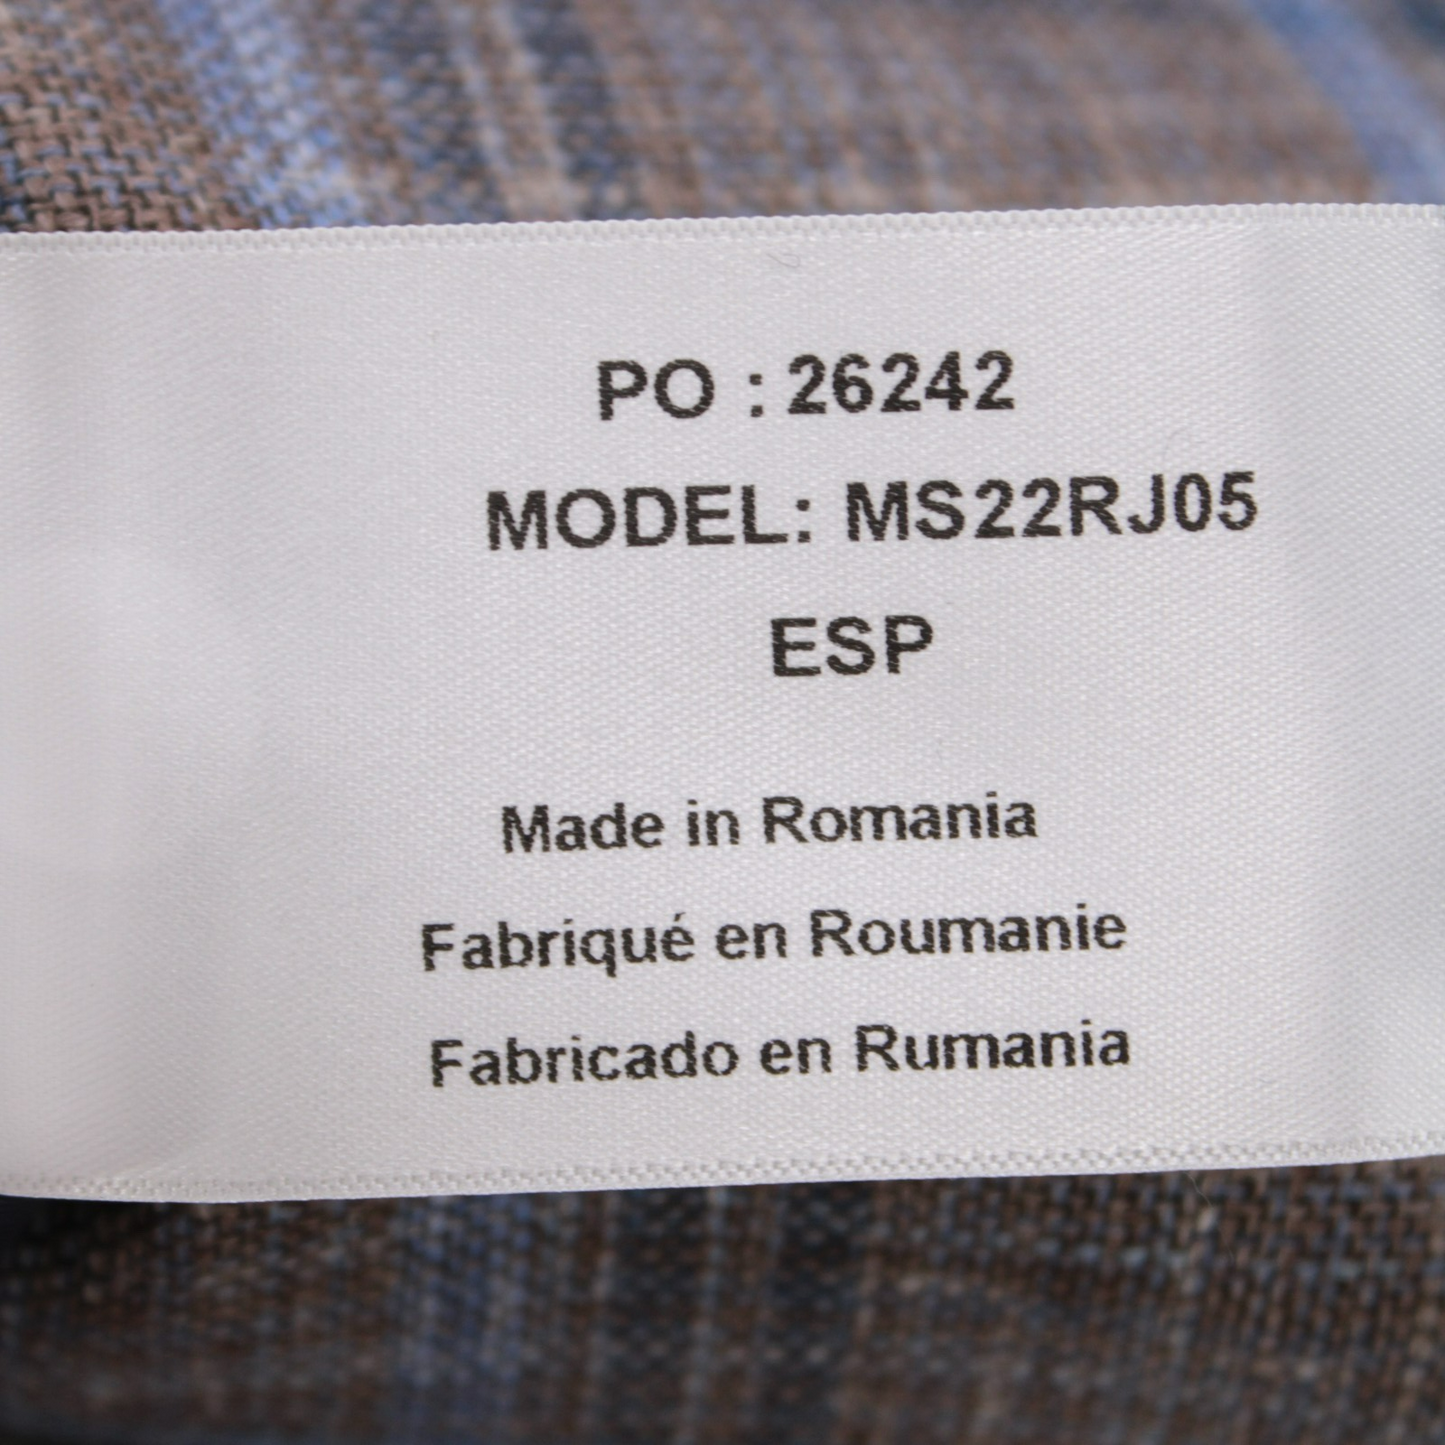 PO : 26242
MODEL: MS22RJ05
ESP
Made in Romania
Fabriqué en Roumanie
Fabricado en Rumania